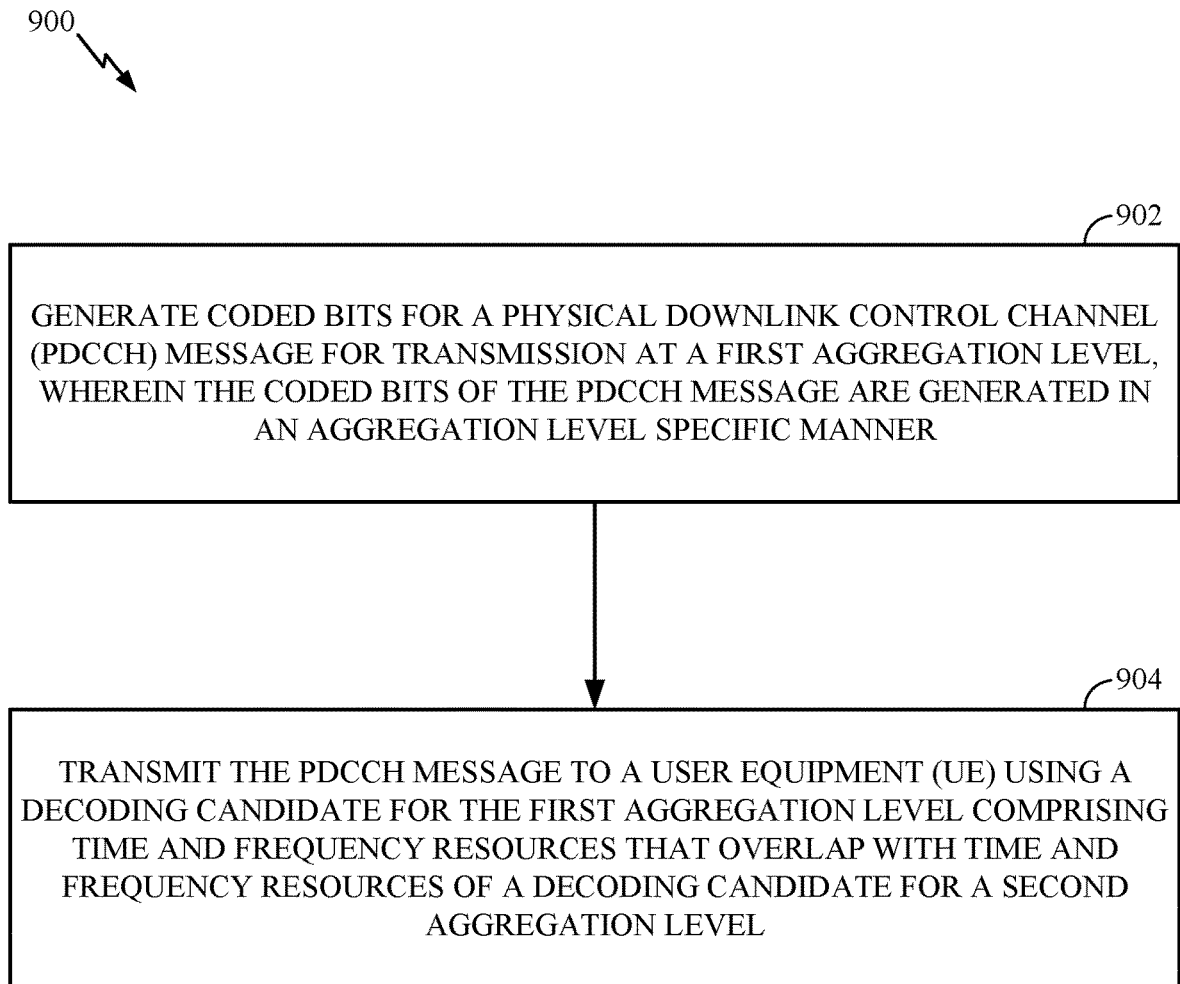 900
902
GENERATE CODED BITS FOR A PHYSICAL DOWNLINK CONTROL CHANNEL
(PDCCH) MESSAGE FOR TRANSMISSION AT A FIRST AGGREGATION LEVEL,
WHEREIN THE CODED BITS OF THE PDCCH MESSAGE ARE GENERATED IN
AN AGGREGATION LEVEL SPECIFIC MANNER
904
TRANSMIT THE PDCCH MESSAGE TO A USER EQUIPMENT (UE) USING A
DECODING CANDIDATE FOR THE FIRST AGGREGATION LEVEL COMPRISING
TIME AND FREQUENCY RESOURCES THAT OVERLAP WITH TIME AND
FREQUENCY RESOURCES OF A DECODING CANDIDATE FOR A SECOND
AGGREGATION LEVEL